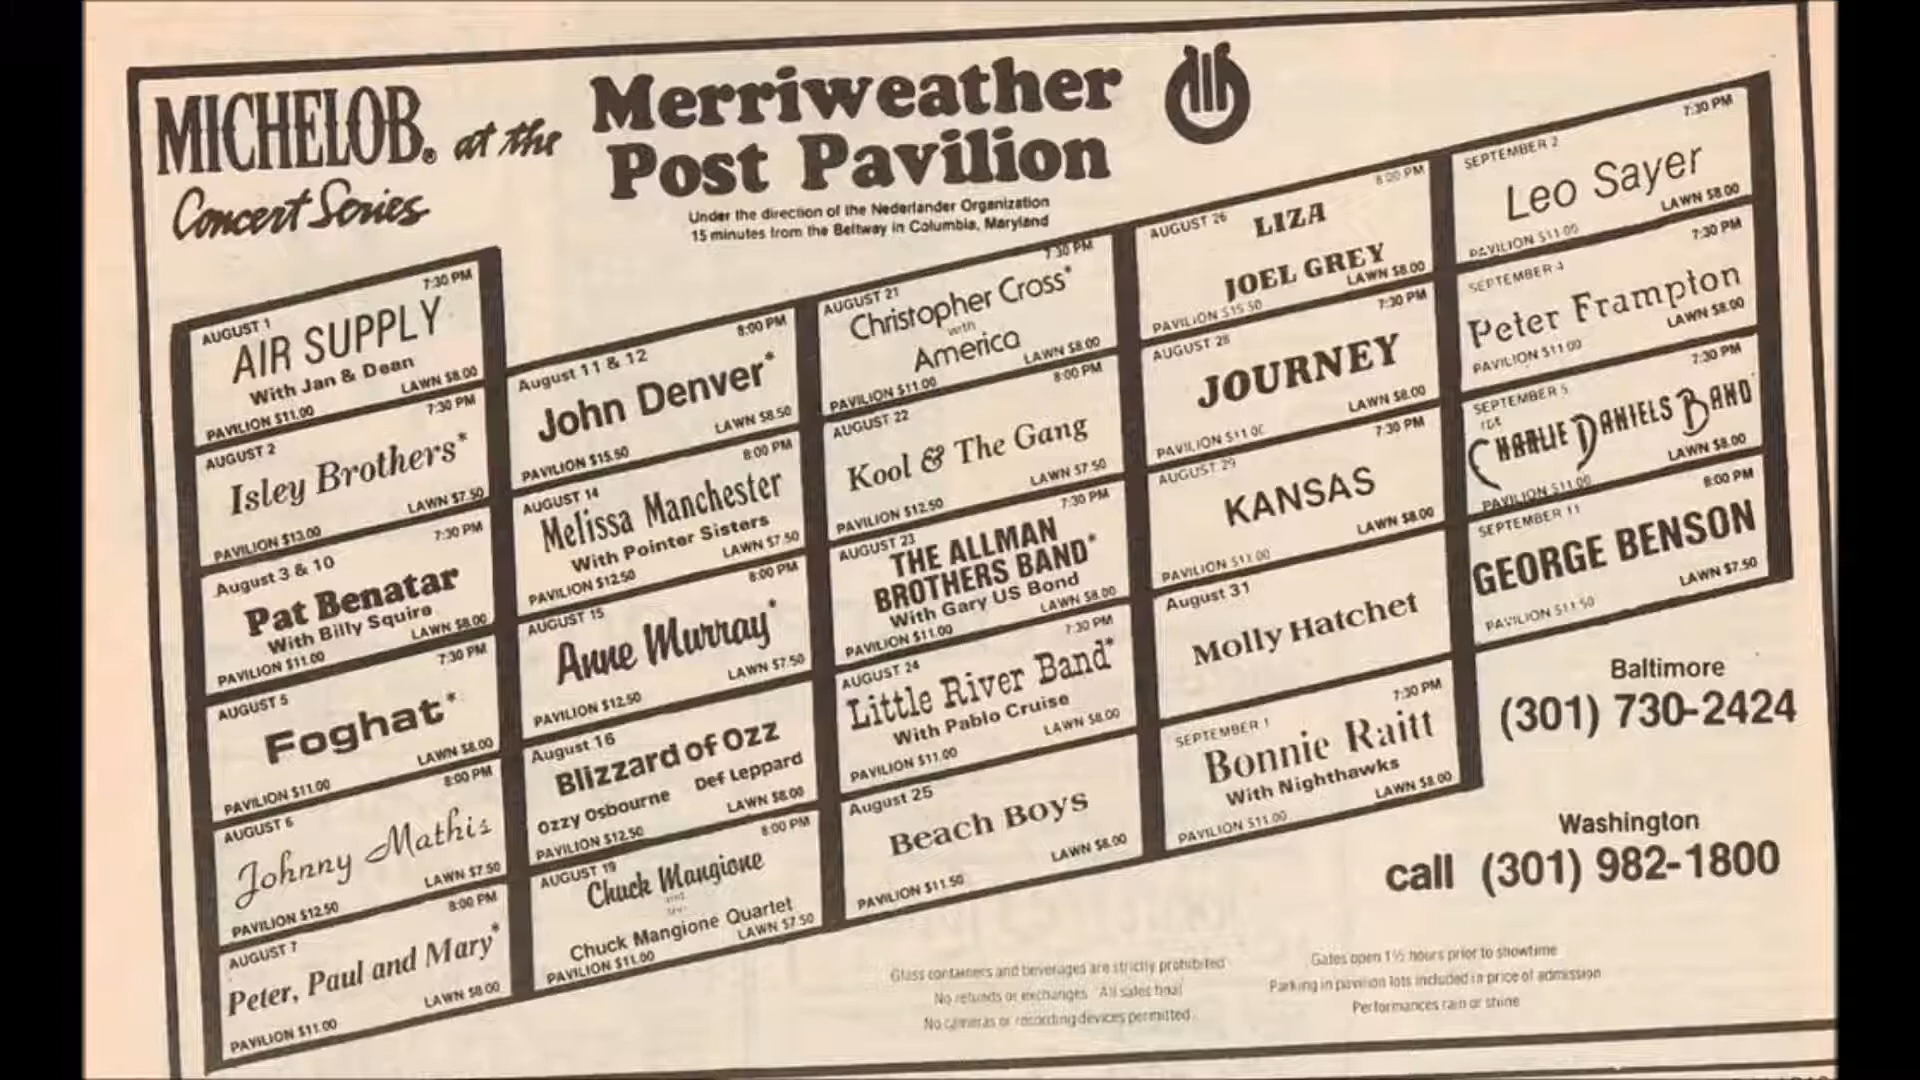 MICHELOB® at the
Concert Series
Merriweather
Post Pavilion
Under the direction of the Nederlander Organization
15 minutes from the Beltway in Columbia, Maryland
AUGUST 1 7:30 PM
AIR SUPPLY
With Jan & Dean
PAVILION $11.00 LAWN $8.00
AUGUST 2 7:30 PM
Isley Brothers*
PAVILION $13.00 LAWN $7.50
August 3 & 10 7:30 PM
Pat Benatar
With Billy Squire
PAVILION $11.00 LAWN $8.00
AUGUST 5 7:30 PM
Foghat*
PAVILION $11.00 LAWN $8.00
AUGUST 6 8:00 PM
Johnny Mathis
PAVILION $12.50 LAWN $7.50
AUGUST 7 8:00 PM
Peter, Paul and Mary*
PAVILION $11.00 LAWN $8.00
August 11 & 12 8:00 PM
John Denver*
PAVILION $15.50 LAWN $8.50
AUGUST 14 8:00 PM
Melissa Manchester
With Pointer Sisters
PAVILION $12.50 LAWN $7.50
AUGUST 15 8:00 PM
Anne Murray*
PAVILION $12.50 LAWN $7.50
August 16
Blizzard of Ozz
Ozzy Osbourne Def Leppard
PAVILION $12.50 LAWN $8.00
AUGUST 19 8:00 PM
Chuck Mangione
and
Chuck Mangione Quartet
PAVILION $11.00 LAWN $7.50
AUGUST 21 7:30 PM
Christopher Cross*
with
America
PAVILION $11.00 LAWN $8.00
AUGUST 22 8:00 PM
Kool & The Gang
PAVILION $12.50 LAWN $7.50
AUGUST 23 7:30 PM
THE ALLMAN
BROTHERS BAND*
With Gary US Bond
PAVILION $11.00 LAWN $8.00
AUGUST 24 7:30 PM
Little River Band*
With Pablo Cruise
PAVILION $11.00 LAWN $8.00
August 25
Beach Boys
PAVILION $11.50 LAWN $8.00
AUGUST 26 8:00 PM
LIZA
JOEL GREY
PAVILION $15.50 LAWN $8.00
AUGUST 28 7:30 PM
JOURNEY
PAVILION $11.00 LAWN $8.00
AUGUST 29 7:30 PM
KANSAS
PAVILION $11.00 LAWN $8.00
August 31
Molly Hatchet
SEPTEMBER 1 7:30 PM
Bonnie Raitt
With Nighthawks
PAVILION $11.00 LAWN $8.00
SEPTEMBER 2 7:30 PM
Leo Sayer
PAVILION $11.00 LAWN $8.00
SEPTEMBER 4 7:30 PM
Peter Frampton
PAVILION $11.00 LAWN $8.00
SEPTEMBER 5 7:30 PM
THE
CHARLIE DANIELS BAND
PAVILION $11.00 LAWN $8.00
SEPTEMBER 11 8:00 PM
GEORGE BENSON
PAVILION $11.50 LAWN $7.50
Baltimore
(301) 730-2424
Washington
call (301) 982-1800
Glass containers and beverages are strictly prohibited
No refunds or exchanges All sales final
No cameras or recording devices permitted
Gates open 1½ hours prior to showtime
Parking in pavilion lots included in price of admission
Performances rain or shine